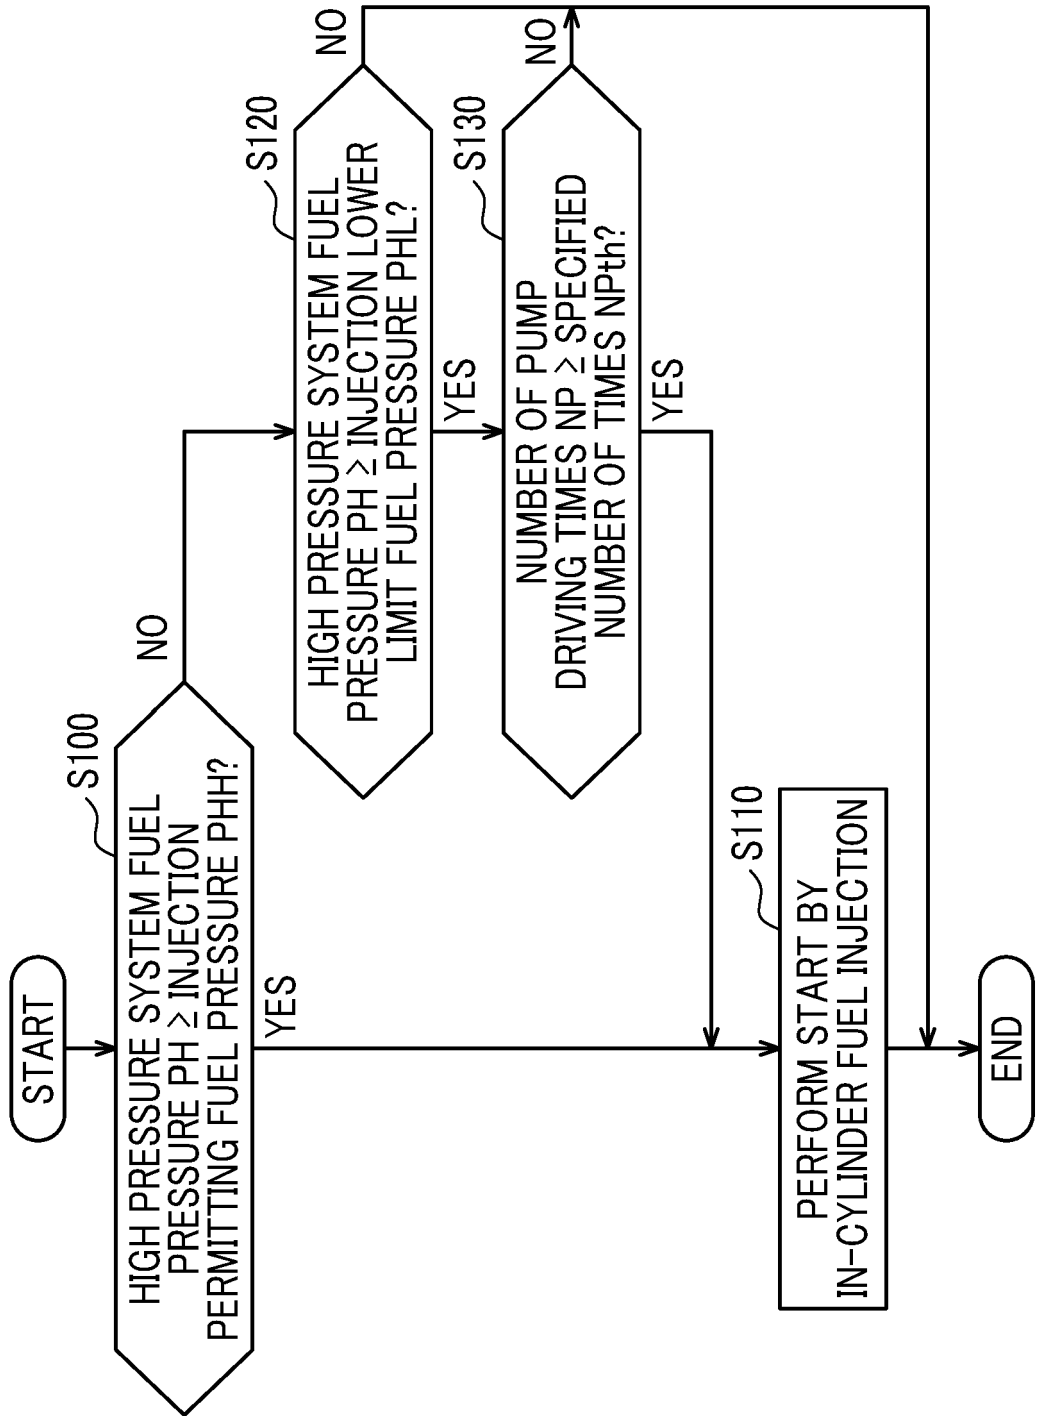 START
S100
HIGH PRESSURE SYSTEM FUEL
PRESSURE PH ≥ INJECTION
PERMITTING FUEL PRESSURE PHH?
NO
YES
S120
HIGH PRESSURE SYSTEM FUEL
PRESSURE PH ≥ INJECTION LOWER
LIMIT FUEL PRESSURE PHL?
NO
YES
S130
NUMBER OF PUMP
DRIVING TIMES NP ≥ SPECIFIED
NUMBER OF TIMES NPth?
NO
YES
S110
PERFORM START BY
IN-CYLINDER FUEL INJECTION
END